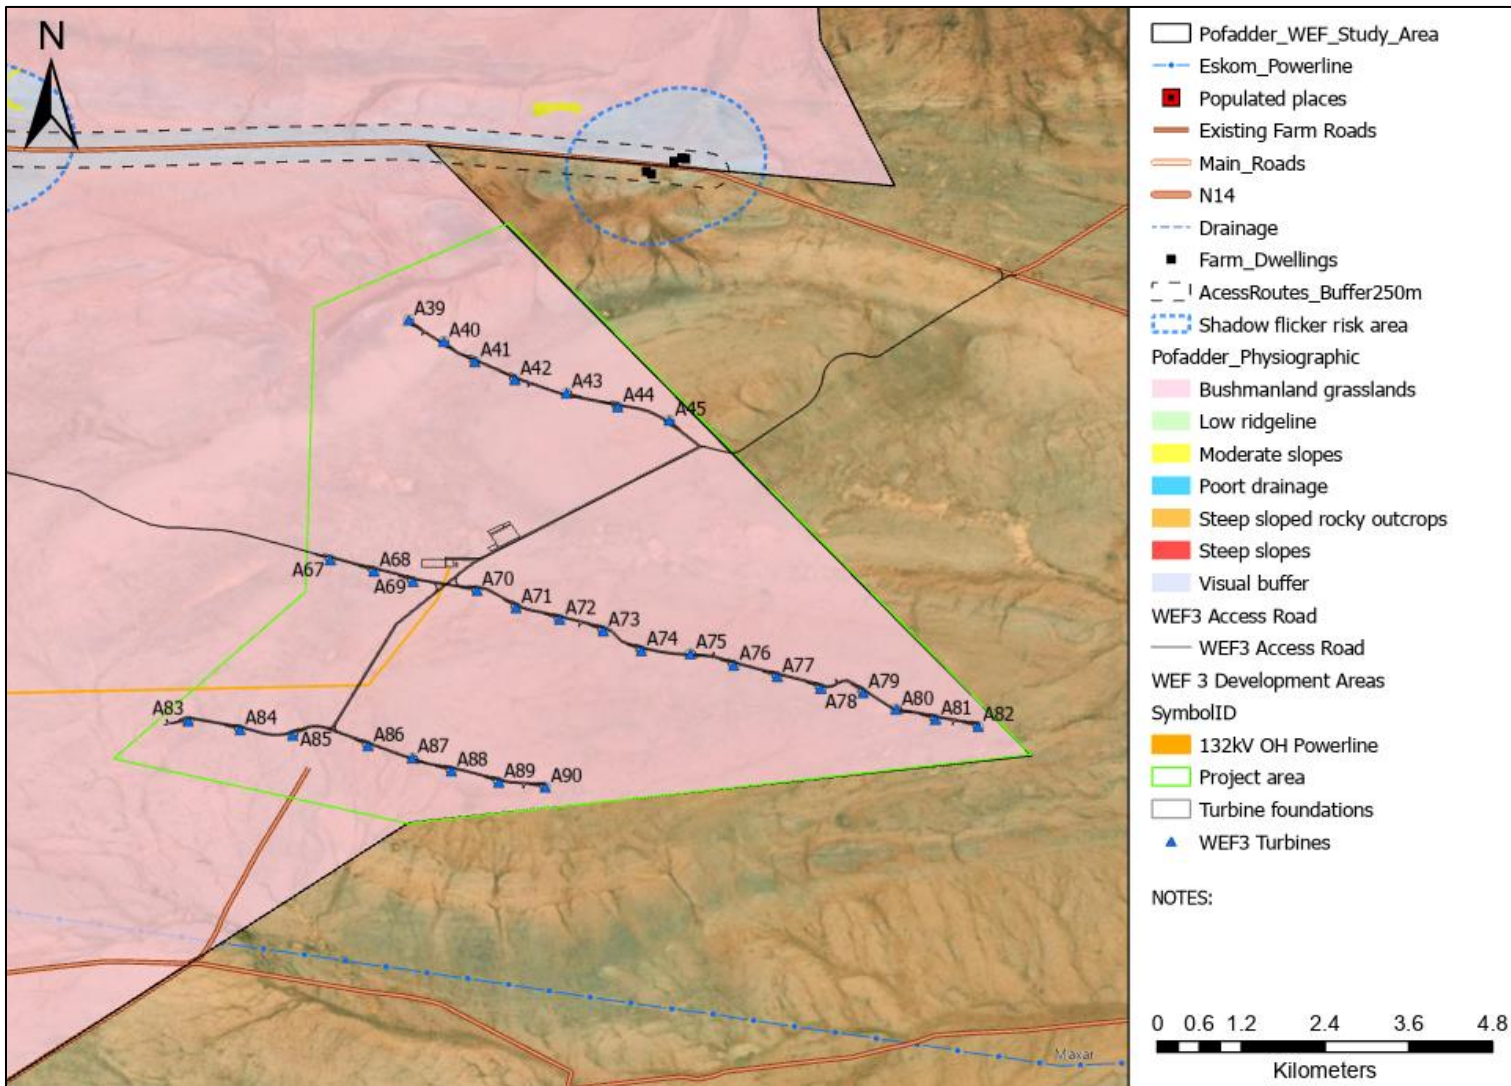 N
A39
A40
A41
A42
A43
A44
A45
A67
A68
A69
A70
A71
A72
A73
A74
A75
A76
A77
A78
A79
A80
A81
A82
A83
A84
A85
A86
A87
A88
A89
A90
Maxar
Pofadder_WEF_Study_Area
Eskom_Powerline
Populated places
Existing Farm Roads
Main_Roads
N14
Drainage
Farm_Dwellings
AcessRoutes_Buffer250m
Shadow flicker risk area
Pofadder_Physiographic
Bushmanland grasslands
Low ridgeline
Moderate slopes
Poort drainage
Steep sloped rocky outcrops
Steep slopes
Visual buffer
WEF3 Access Road
WEF3 Access Road
WEF 3 Development Areas
SymbolID
132kV OH Powerline
Project area
Turbine foundations
WEF3 Turbines
NOTES:
0 0.6 1.2 2.4 3.6 4.8
Kilometers